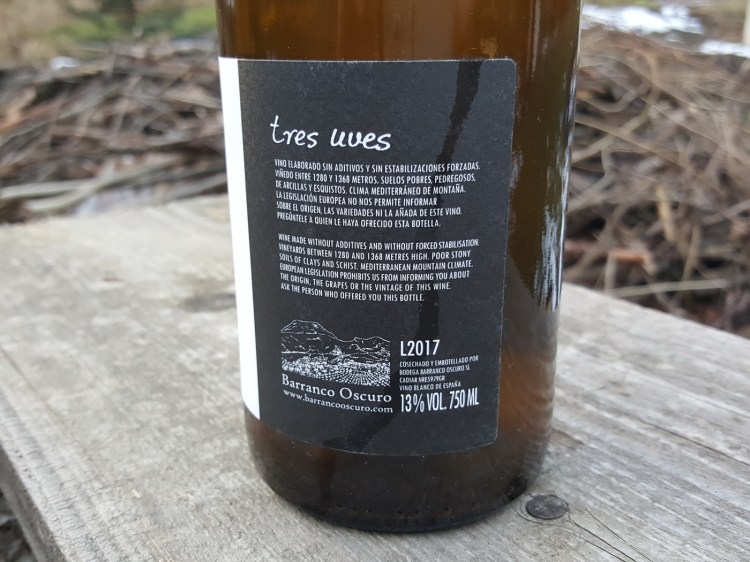 tres uves
VINO ELABORADO SIN ADITIVOS Y SIN ESTABILIZACIONES FORZADAS.
VIÑEDO ENTRE 1280 Y 1368 METROS. SUELOS POBRES, PEDREGOSOS,
DE ARCILLAS Y ESQUISTOS. CLIMA MEDITERRÁNEO DE MONTAÑA.
LA LEGISLACIÓN EUROPEA NO NOS PERMITE INFORMAR
SOBRE EL ORIGEN, LAS VARIEDADES NI LA AÑADA DE ESTE VINO.
PREGÚNTELE A QUIEN LE HAYA OFRECIDO ESTA BOTELLA.
WINE MADE WITHOUT ADDITIVES AND WITHOUT FORCED STABILISATION.
VINEYARDS BETWEEN 1280 AND 1368 METRES HIGH. POOR STONY
SOILS OF CLAYS AND SCHIST. MEDITERRANEAN MOUNTAIN CLIMATE.
EUROPEAN LEGISLATION PROHIBITS US FROM INFORMING YOU ABOUT
THE ORIGIN, THE GRAPES OR THE VINTAGE OF THIS WINE.
ASK THE PERSON WHO OFFERED YOU THIS BOTTLE.
Barranco Oscuro
www.barrancooscuro.com
L2017
COSECHADO Y EMBOTELLADO POR
BODEGA BARRANCO OSCURO SL
CADIAR NRE5979GR
VINO BLANCO DE ESPAÑA
13% VOL. 750 ML